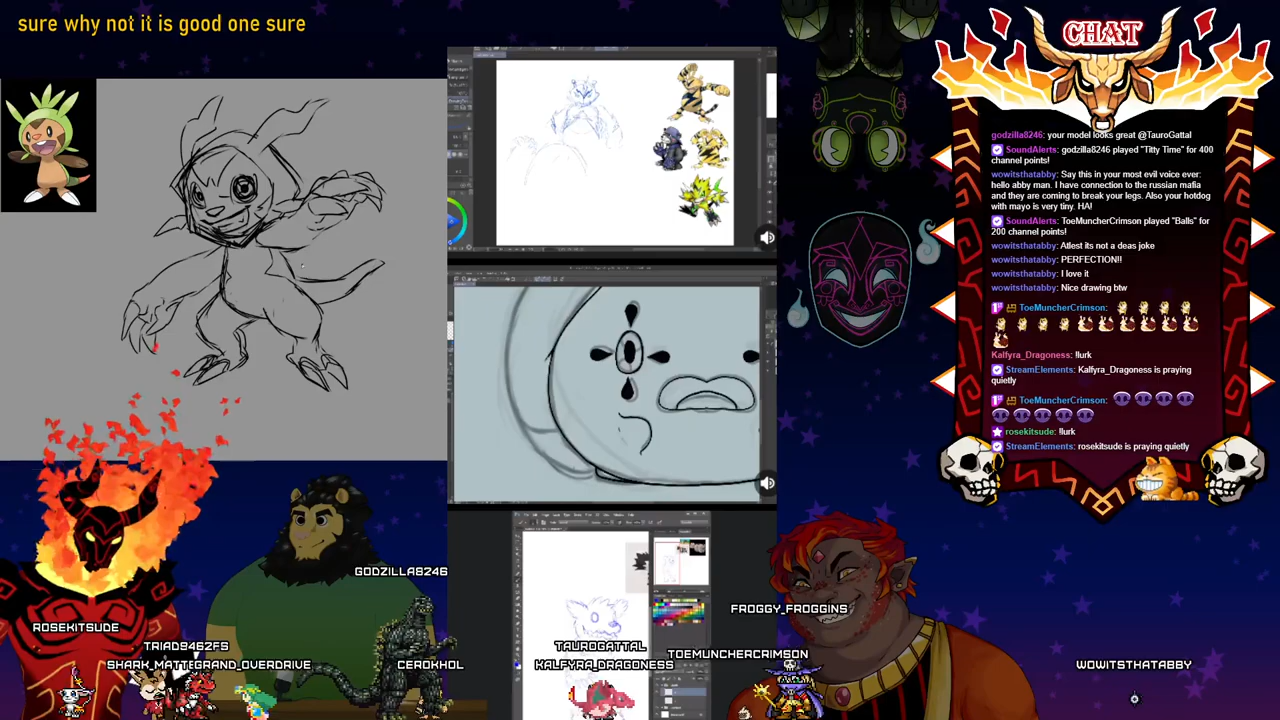 sure why not it is good one sure
CHAT
godzilla8246: your model looks great @TauroGattal
SoundAlerts: godzilla8246 played "Titty Time" for 400
channel points!
wowitsthatabby: Say this in your most evil voice ever:
hello abby man. I have connection to the russian mafia
and they are coming to break your legs. Also your hotdog
with mayo is very tiny. HA!
SoundAlerts: ToeMuncherCrimson played "Balls" for
200 channel points!
wowitsthatabby: Atlest its not a deas joke
wowitsthatabby: PERFECTION!!
wowitsthatabby: I love it
wowitsthatabby: Nice drawing btw
ToeMuncherCrimson:
Kalfyra_Dragoness: !lurk
StreamElements: Kalfyra_Dragoness is praying
quietly
ToeMuncherCrimson:
rosekitsude: !lurk
StreamElements: rosekitsude is praying quietly
GODZILLA8246
ROSEKITSUDE
TRIAD8462FS
SHARK_MATTEGRAND_OVERDRIVE
CEROKHOL
TAUROGATTAL
KALFYRA_DRAGONESS
FROGGY_FROGGINS
TOEMUNCHERCRIMSON
WOWITSTHATABBY